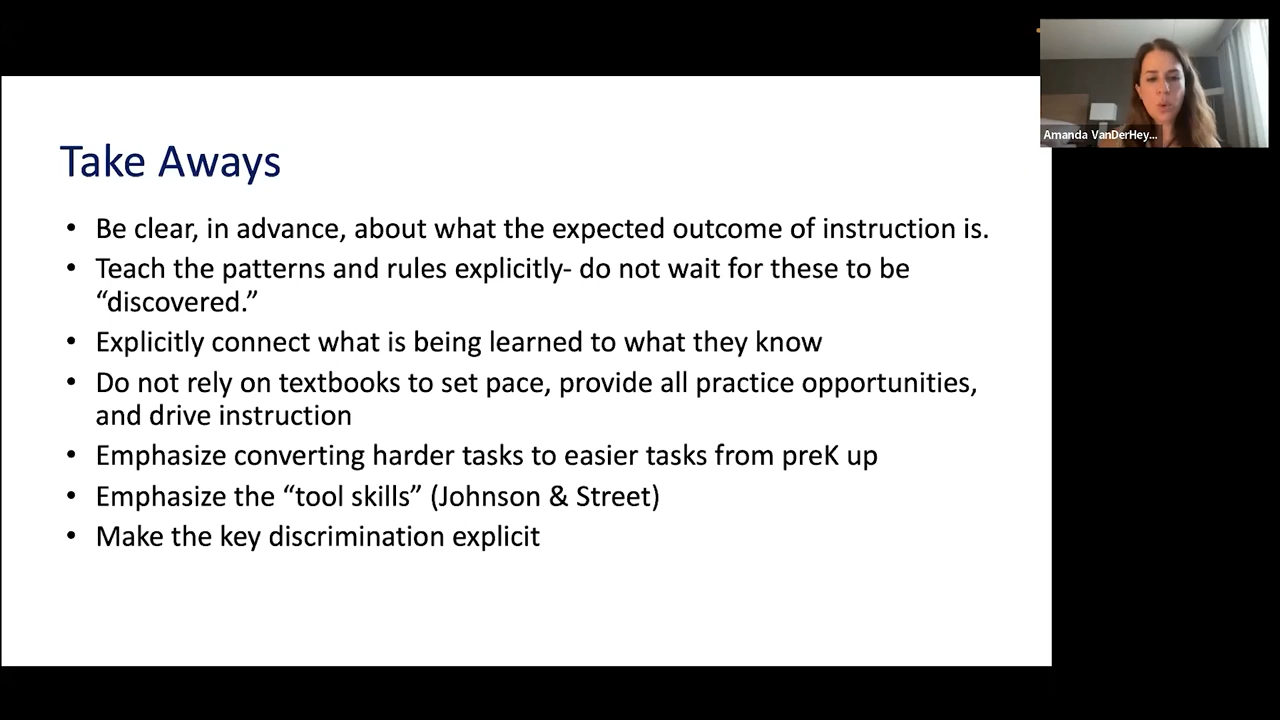 Take Aways
• Be clear, in advance, about what the expected outcome of instruction is.
• Teach the patterns and rules explicitly- do not wait for these to be
“discovered.”
• Explicitly connect what is being learned to what they know
• Do not rely on textbooks to set pace, provide all practice opportunities,
and drive instruction
• Emphasize converting harder tasks to easier tasks from preK up
• Emphasize the “tool skills” (Johnson & Street)
• Make the key discrimination explicit
Amanda VanDerHey...